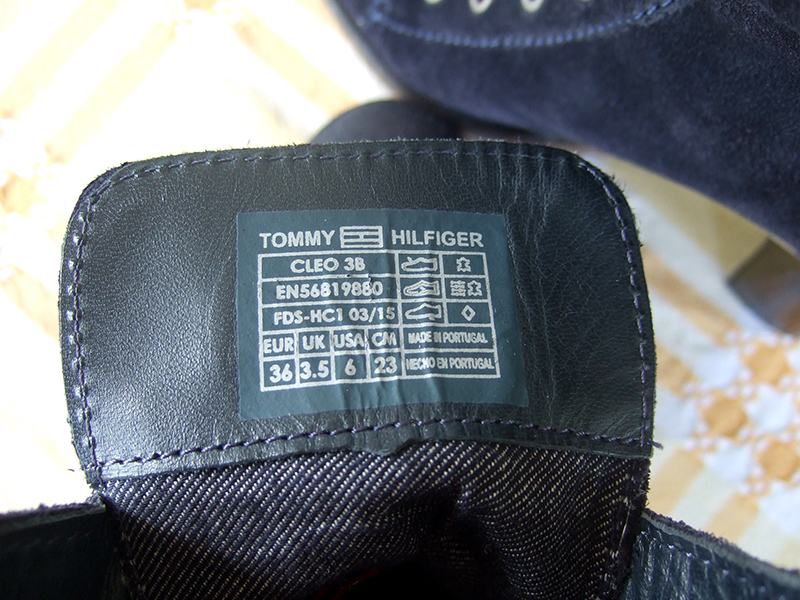 TOMMY HILFIGER
CLEO 3B
EN56819880
FDS-HC1 03/15
EUR UK USA CM MADE IN PORTUGAL
36 3.5 6 23 HECHO EN PORTUGAL